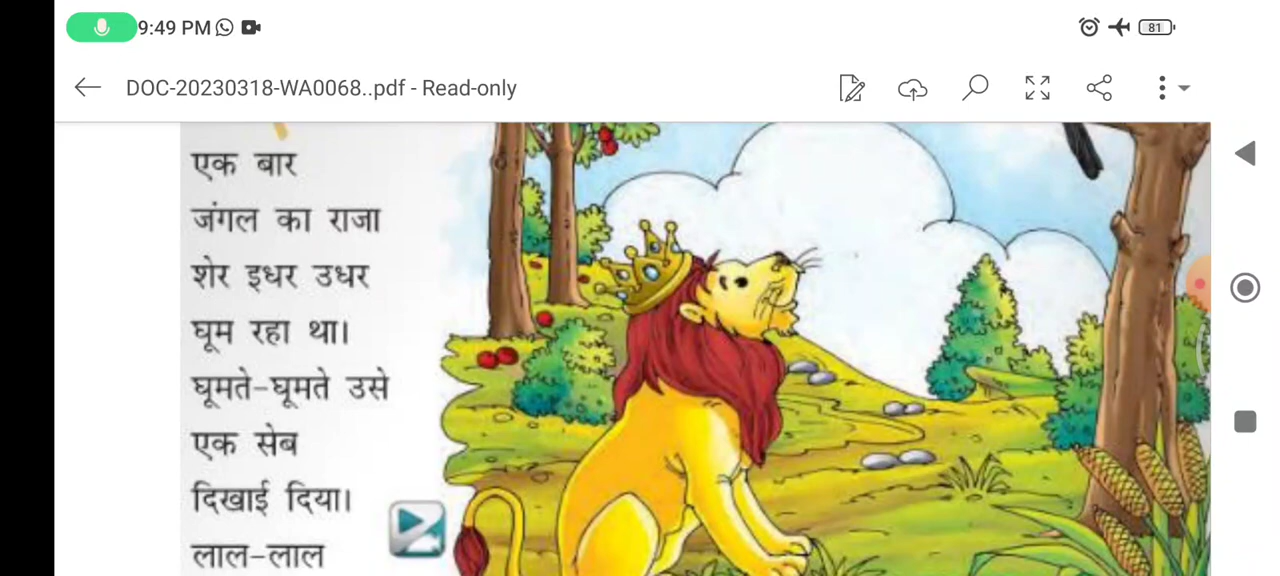 9:49 PM
81
DOC-20230318-WA0068..pdf - Read-only
एक बार
जंगल का राजा
शेर इधर उधर
घूम रहा था।
घूमते-घूमते उसे
एक सेब
दिखाई दिया।
लाल-लाल